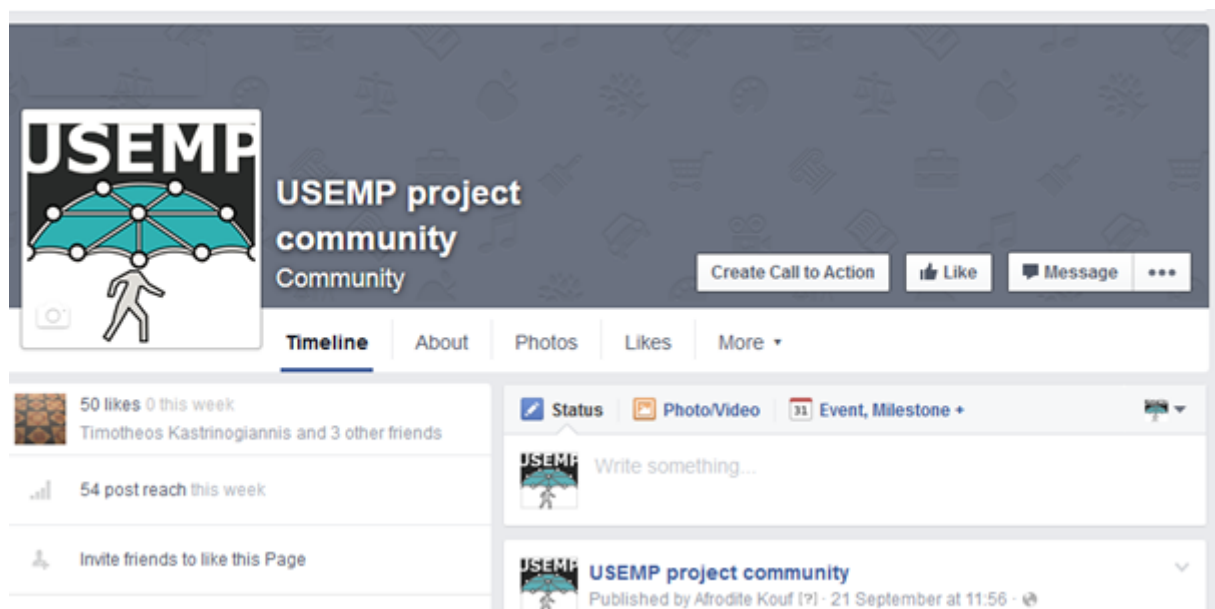 USEMP
USEMP project
community
Community
Create Call to Action
Like
Message
Timeline
About
Photos
Likes
More
50 likes 0 this week
Timotheos Kastrinogiannis and 3 other friends
54 post reach this week
Invite friends to like this Page
Status
Photo/Video
31
Event, Milestone +
USEMP
Write something...
USEMP
USEMP project community
Published by Afrodite Kouf [?] · 21 September at 11:56 ·